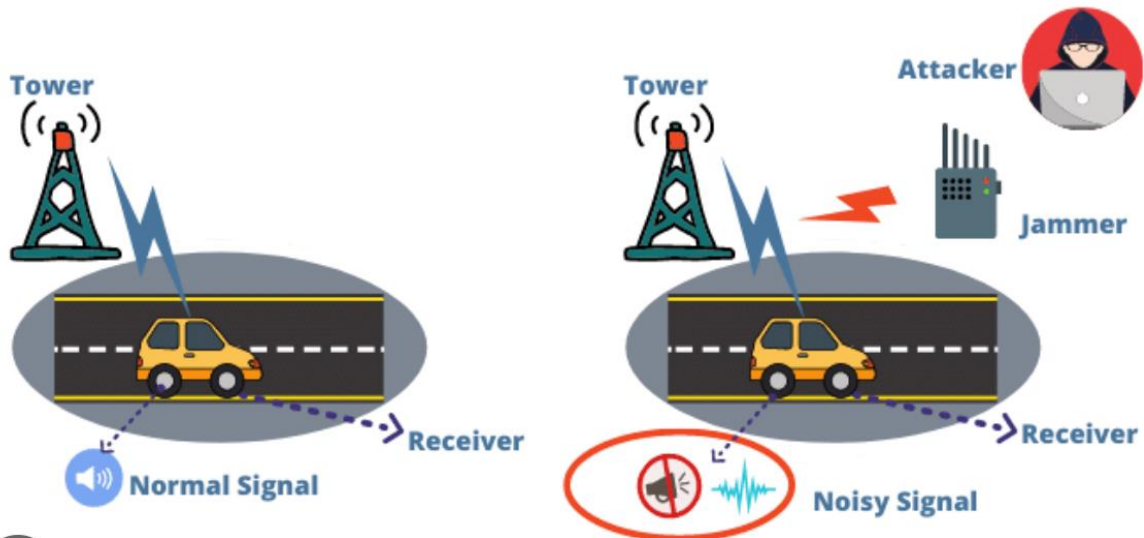 Tower
Receiver
Normal Signal
Tower
Attacker
Jammer
Receiver
Noisy Signal